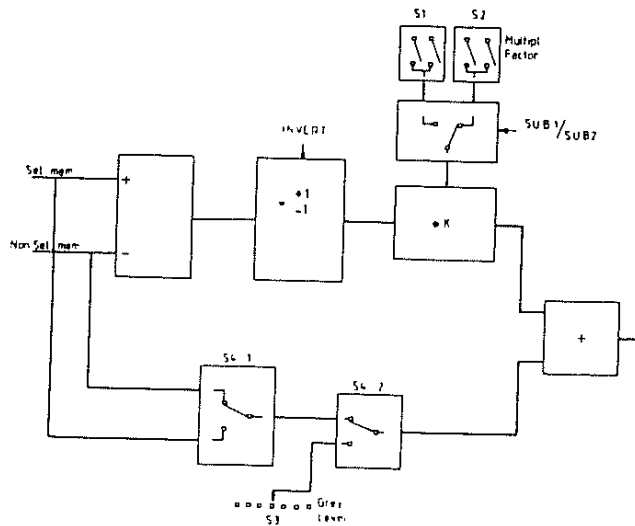 S1 S2
Multipl
Factor
SUB1/
SUB2
INVERT
Sel mem
+
* +1
-1
* K
Non Sel mem
-
+
S4 1
S4 2
Grey
Level
S3